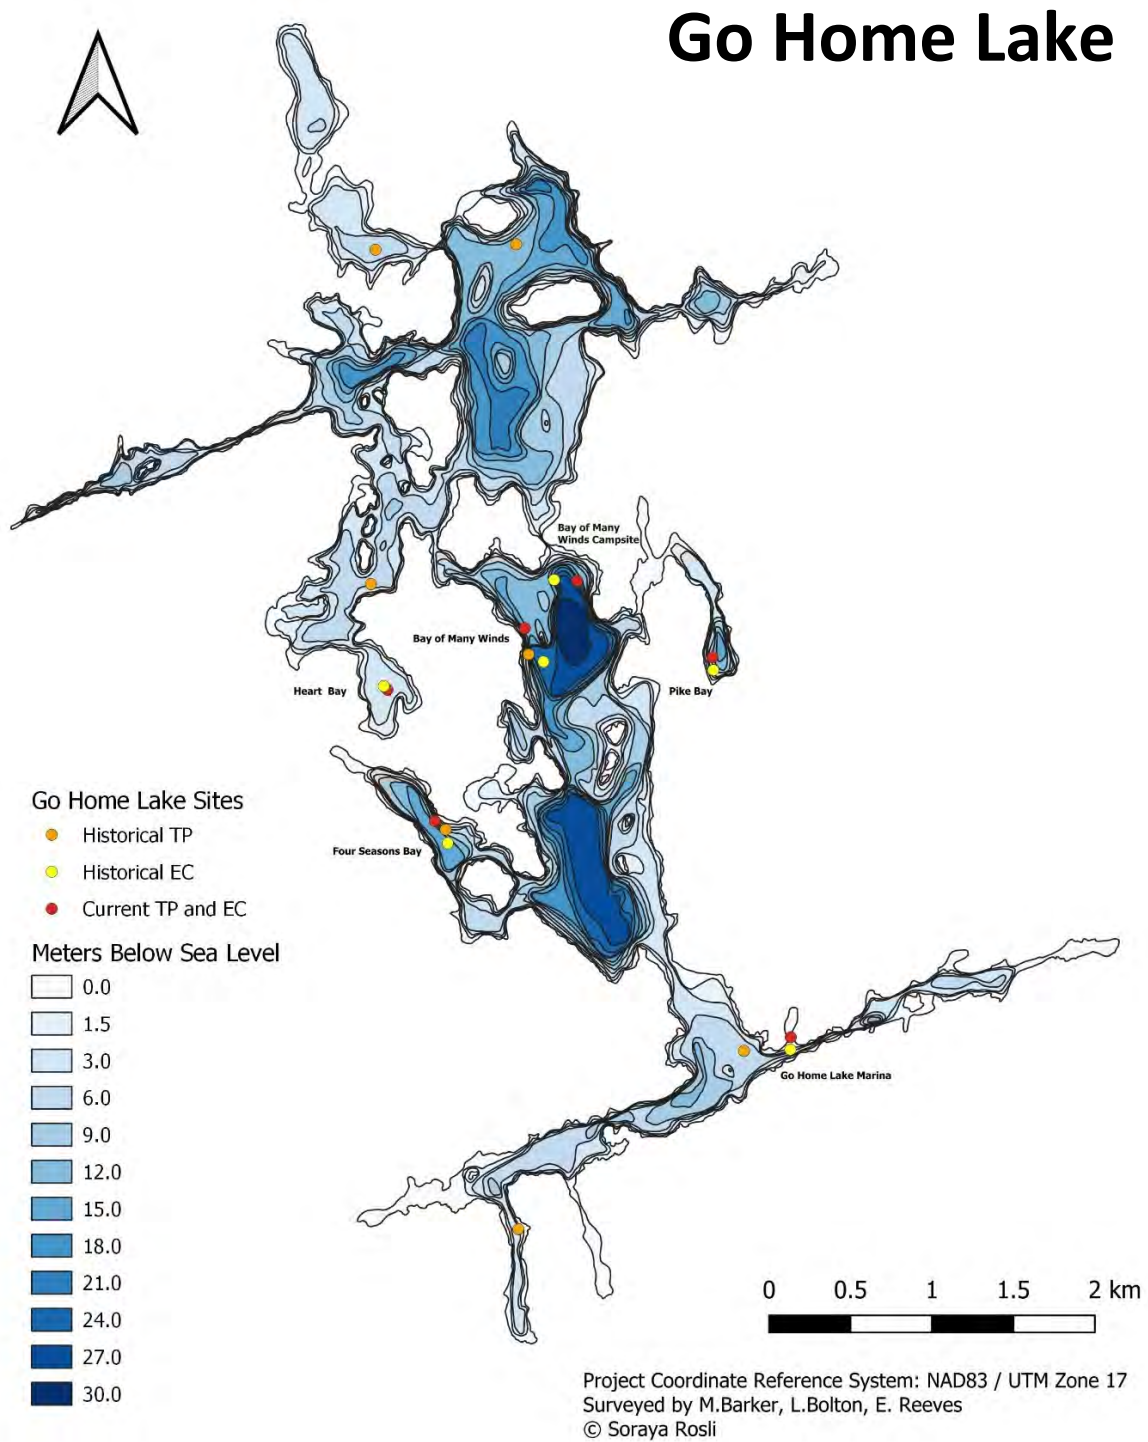 Go Home Lake
Bay of Many
Winds Campsite
Bay of Many Winds
Heart Bay
Pike Bay
Four Seasons Bay
Go Home Lake Marina
Go Home Lake Sites
Historical TP
Historical EC
Current TP and EC
Meters Below Sea Level
0.0
1.5
3.0
6.0
9.0
12.0
15.0
18.0
21.0
24.0
27.0
30.0
0 0.5 1 1.5 2 km
Project Coordinate Reference System: NAD83 / UTM Zone 17
Surveyed by M.Barker, L.Bolton, E. Reeves
© Soraya Rosli